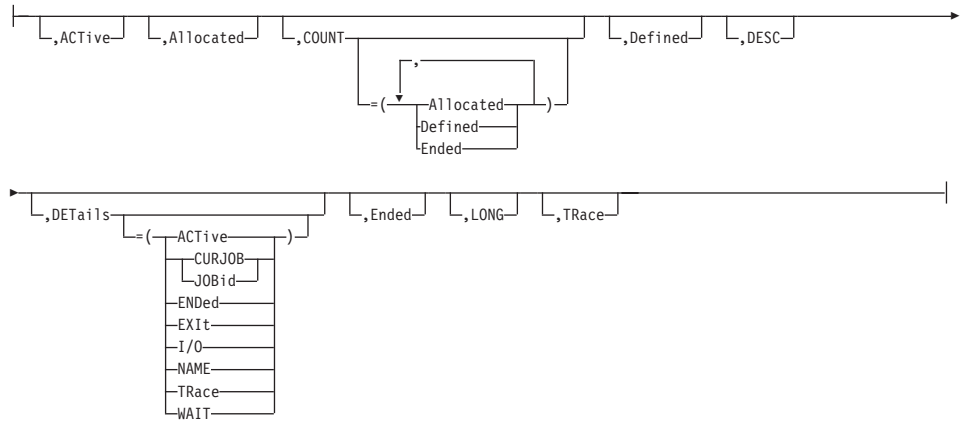 ,ACTive ,Allocated ,COUNT ,Defined ,DESC
,
=( Allocated )
Defined
Ended
,DETails ,Ended ,LONG ,TRace
=( ACTive )
CURJOB
JOBid
ENDed
EXIt
I/O
NAME
TRace
WAIT